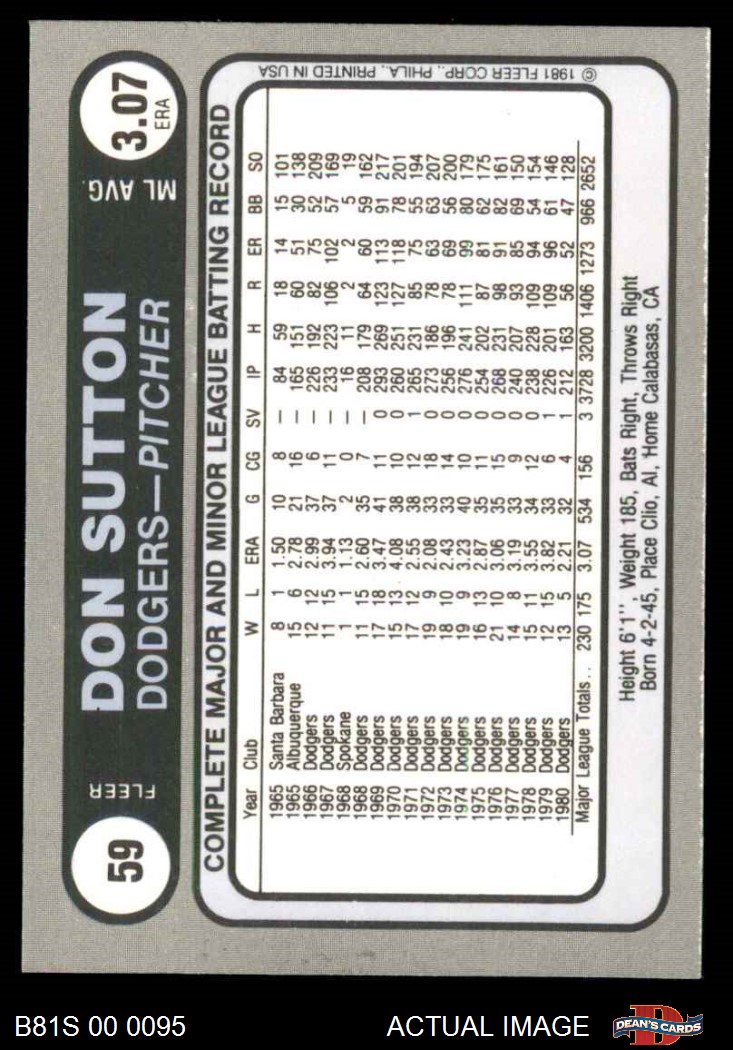 59
FLEER
DON SUTTON
DODGERS—PITCHER
ML AVG.
3.07
ERA
COMPLETE MAJOR AND MINOR LEAGUE BATTING RECORD
Year Club W L ERA G CG SV IP H R ER BB SO
1965 Santa Barbara 8 1 1.50 10 8 — 84 59 18 14 15 101
1965 Albuquerque 15 6 2.78 21 16 — 165 151 60 51 30 138
1966 Dodgers 12 12 2.99 37 6 — 226 192 82 75 52 209
1967 Dodgers 11 15 3.94 37 11 — 233 223 106 102 57 169
1968 Spokane 1 1 1.13 2 0 — 16 11 2 2 5 19
1968 Dodgers 11 15 2.60 35 7 — 208 179 64 60 59 162
1969 Dodgers 17 18 3.47 41 11 0 293 269 123 113 91 217
1970 Dodgers 15 13 4.08 38 10 0 260 251 127 118 78 201
1971 Dodgers 17 12 2.55 38 12 1 265 231 85 75 55 194
1972 Dodgers 19 9 2.08 33 18 0 273 186 78 63 63 207
1973 Dodgers 18 10 2.43 33 14 0 256 196 78 69 56 200
1974 Dodgers 19 9 3.23 40 10 0 276 241 111 99 80 179
1975 Dodgers 16 13 2.87 35 11 0 254 202 87 81 62 175
1976 Dodgers 21 10 3.06 35 15 0 268 231 98 91 82 161
1977 Dodgers 14 8 3.19 33 9 0 240 207 93 85 69 150
1978 Dodgers 15 11 3.55 34 12 0 238 228 109 94 54 154
1979 Dodgers 12 15 3.82 33 6 1 226 201 109 96 61 146
1980 Dodgers 13 5 2.21 32 4 1 212 163 56 52 47 128
Major League Totals . . 230 175 3.07 534 156 3 3728 3200 1406 1273 966 2652
© 1981 FLEER CORP., PHILA., PRINTED IN USA
Height 6'1", Weight 185, Bats Right, Throws Right
Born 4-2-45, Place Clio, Al, Home Calabasas, CA
B81S 00 0095
ACTUAL IMAGE
D
DEAN'S CARDS